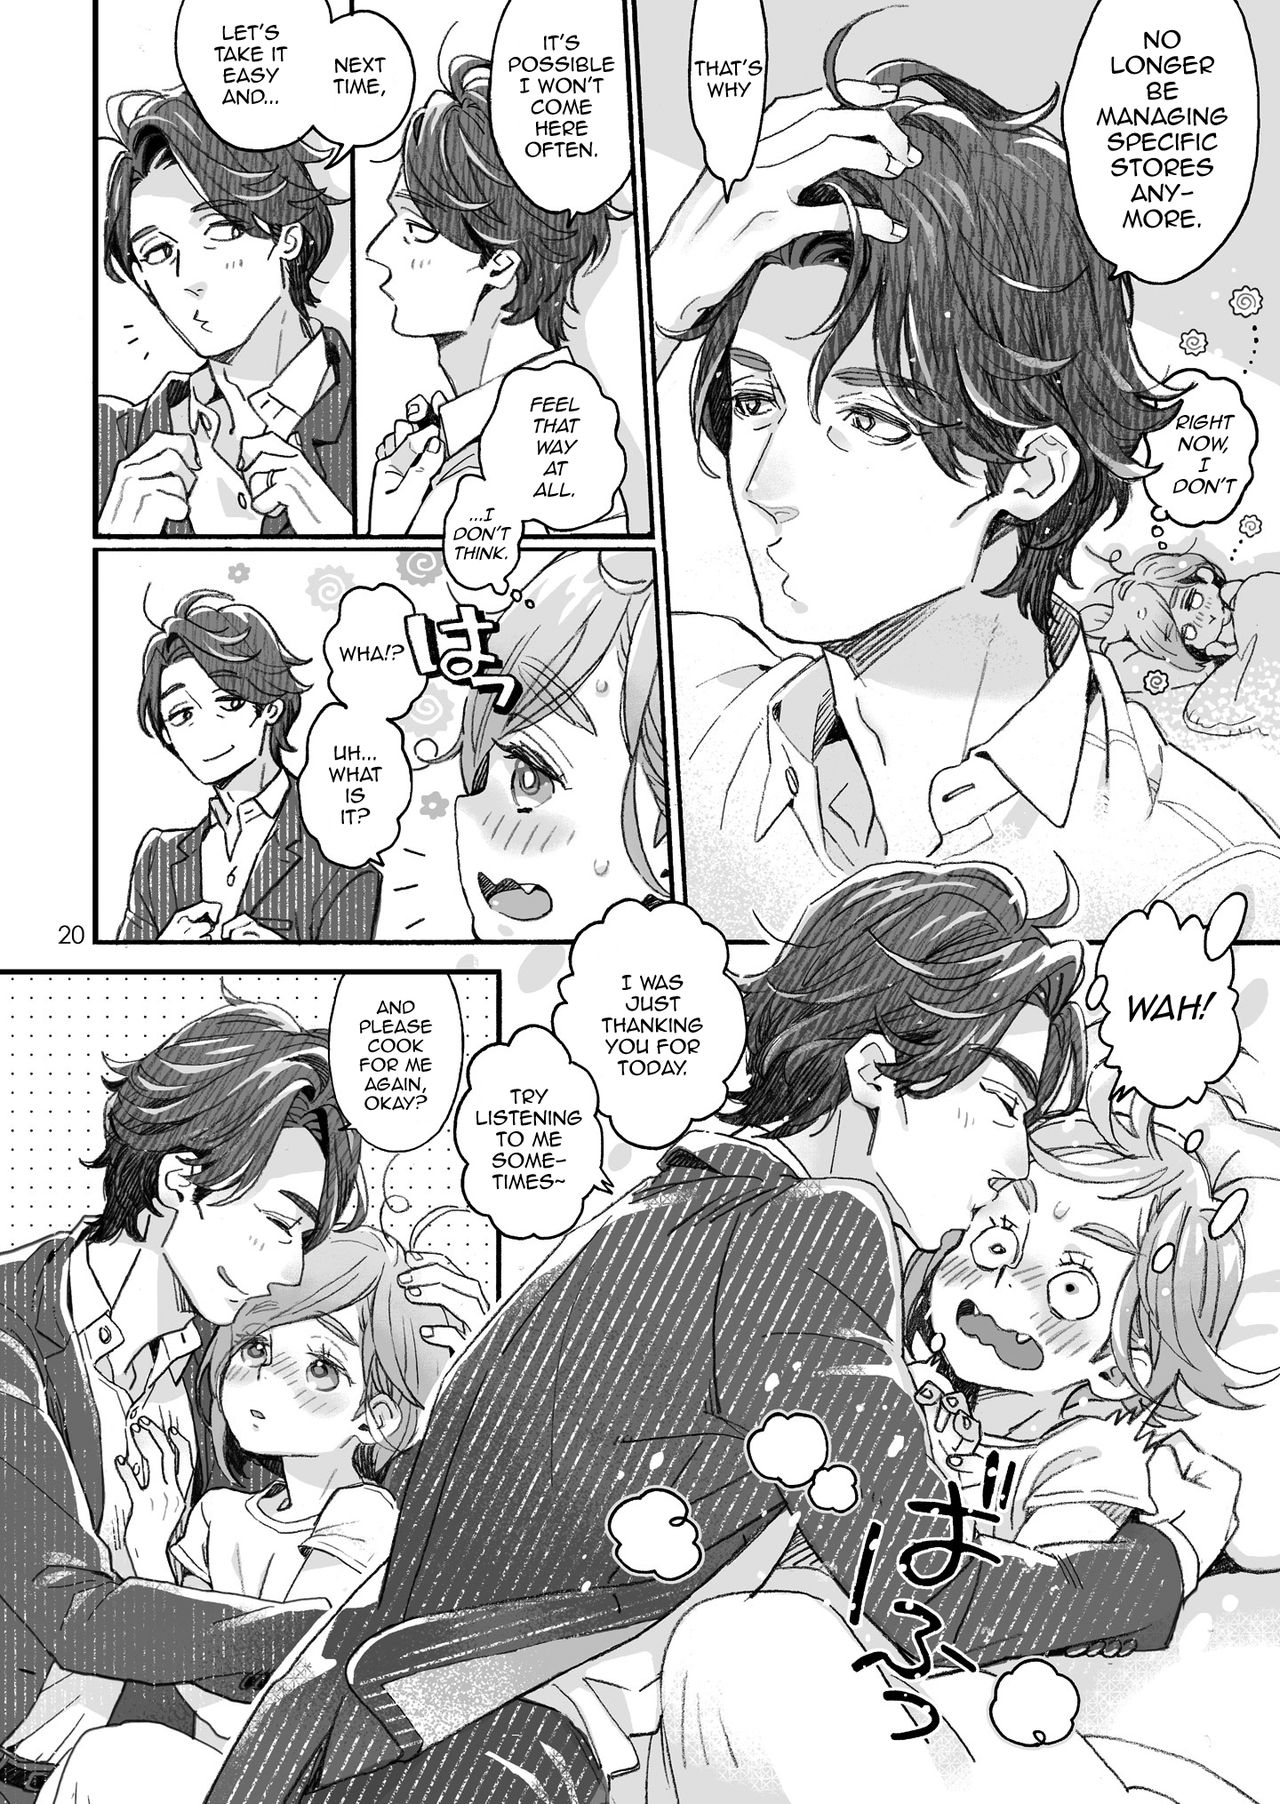 NO
LONGER
BE
MANAGING
SPECIFIC
STORES
ANY-
MORE.
THAT'S
WHY
RIGHT
NOW,
I
DON'T
IT'S
POSSIBLE
I WON'T
COME
HERE
OFTEN.
FEEL
THAT
WAY
AT
ALL.
NEXT
TIME,
LET'S
TAKE IT
EASY
AND...
...I
DON'T
THINK.
はっ
WHA!?
UH...
WHAT
IS
IT?
20
WAH!
I WAS
JUST
THANKING
YOU FOR
TODAY.
TRY
LISTENING
TO ME
SOME-
TIMES~
ばふっ
AND
PLEASE
COOK
FOR ME
AGAIN,
OKAY?